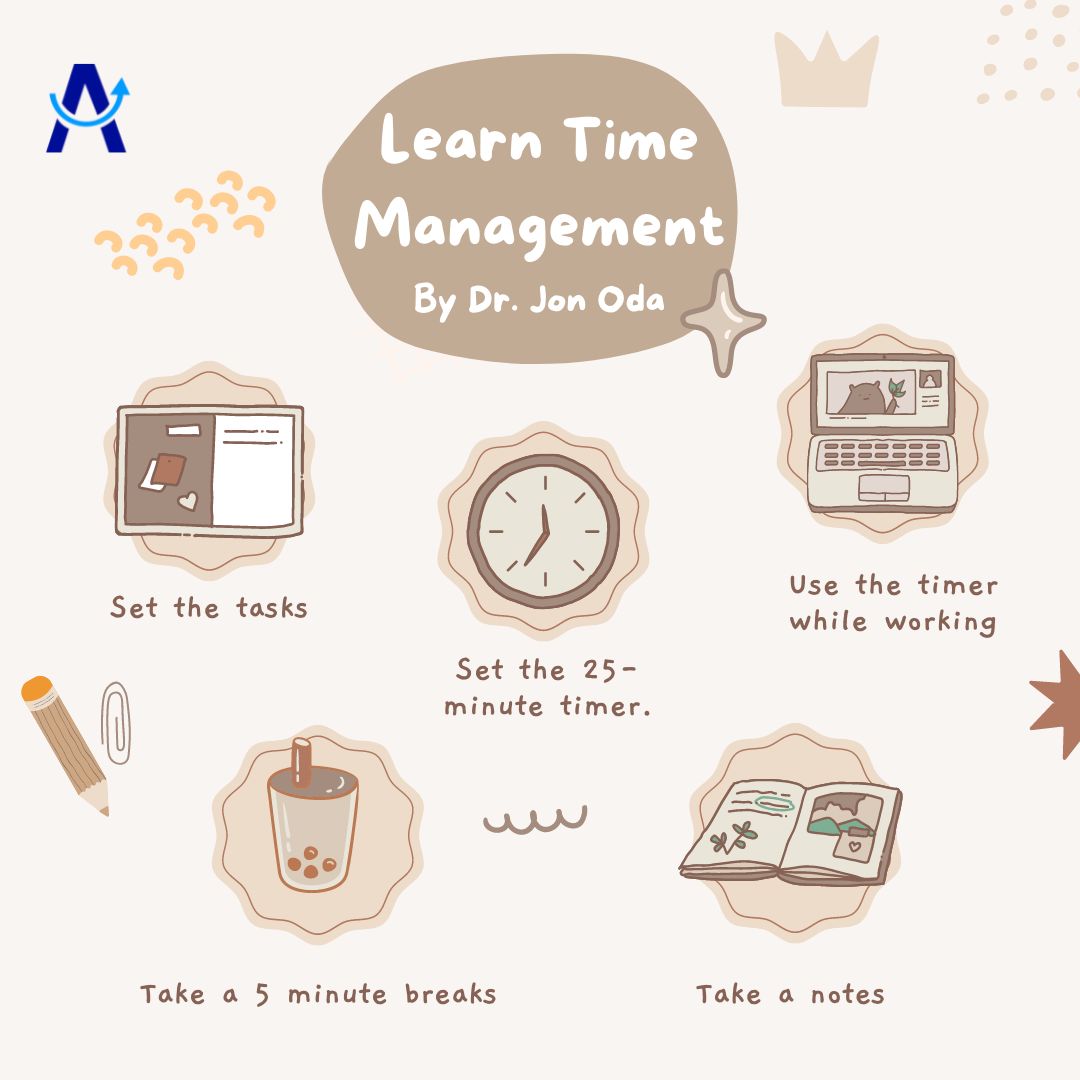 Learn Time
Management
By Dr. Jon Oda
Set the tasks
Set the 25-
minute timer.
Use the timer
while working
Take a 5 minute breaks
Take a notes